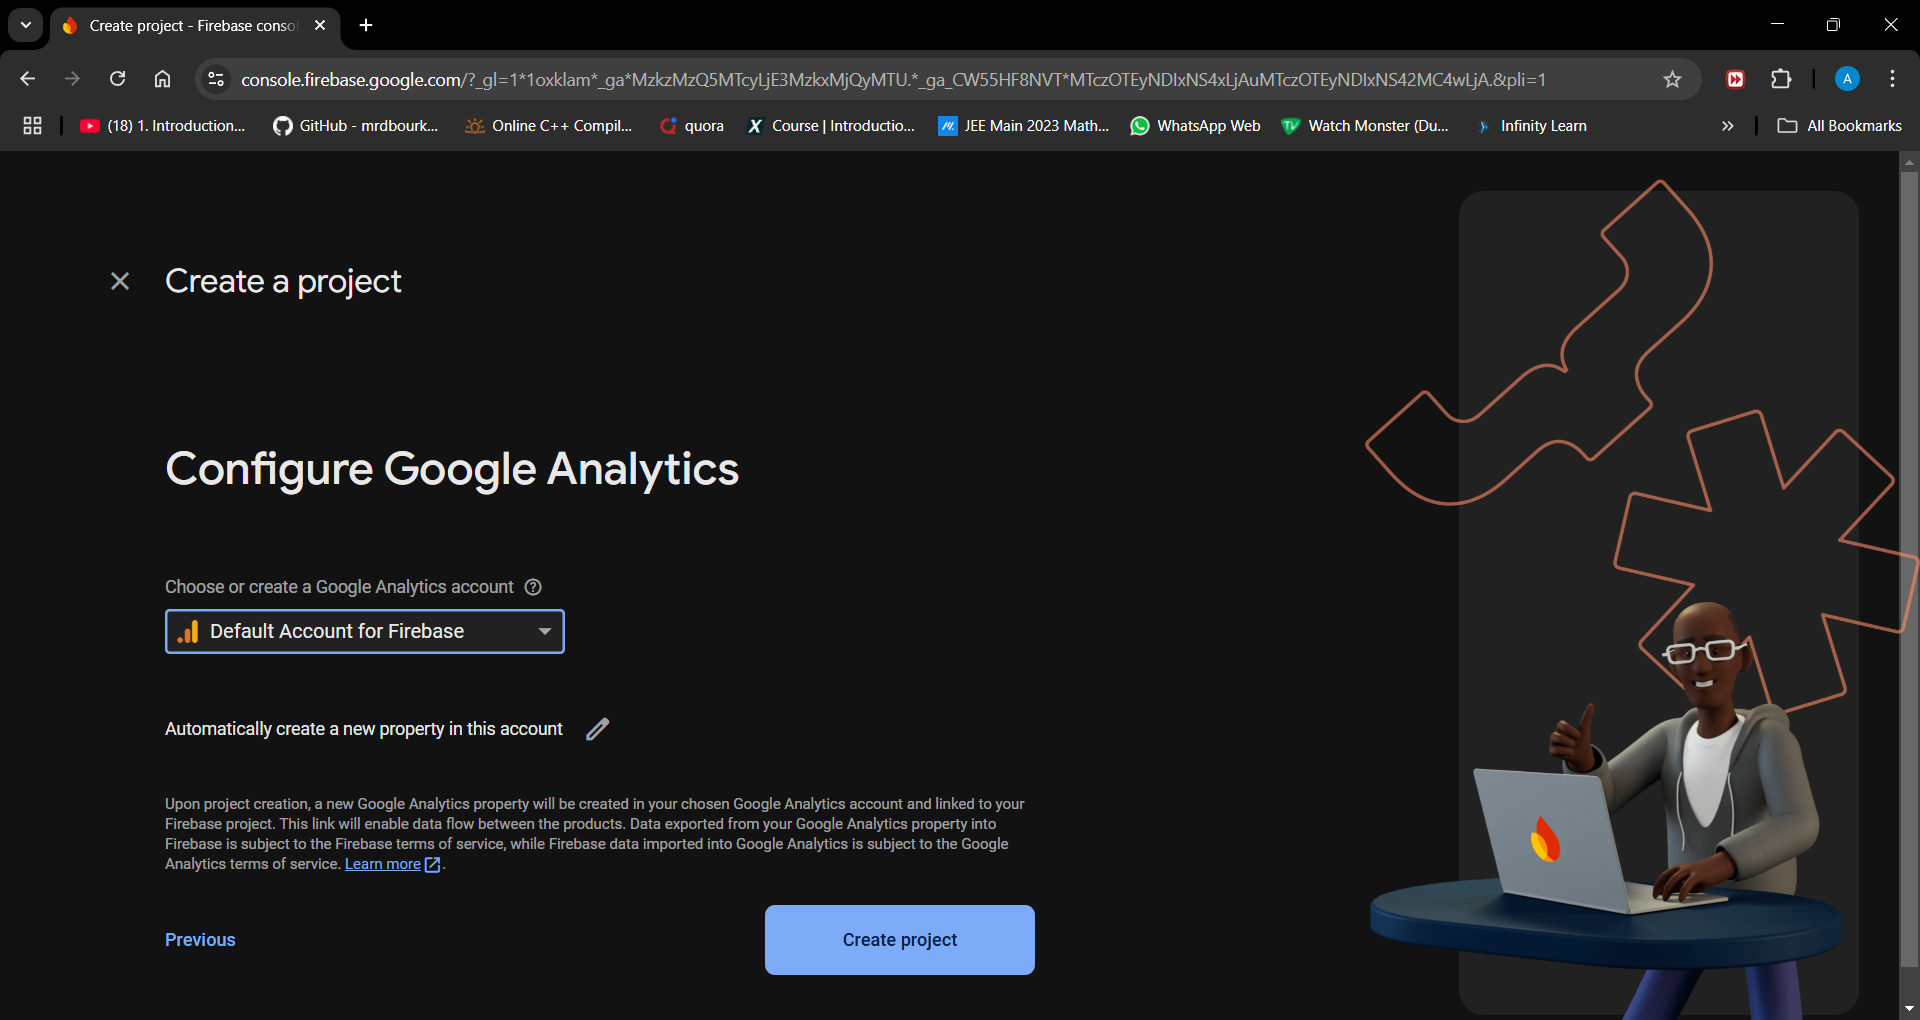 Create project - Firebase conso
console.firebase.google.com/?_gl=1*1oxklam*_ga*MzkzMzQ5MTcyLjE3MzkxMjQyMTU.*_ga_CW55HF8NVT*MTczOTEyNDIxNS4xLjAuMTczOTEyNDIxNS42MC4wLjA.&pli=1
A
(18) 1. Introduction...
GitHub - mrdbourk...
Online C++ Compil...
quora
Course | Introductio...
JEE Main 2023 Math...
WhatsApp Web
Watch Monster (Du...
Infinity Learn
All Bookmarks
Create a project
Configure Google Analytics
Choose or create a Google Analytics account
Default Account for Firebase
Automatically create a new property in this account
Upon project creation, a new Google Analytics property will be created in your chosen Google Analytics account and linked to your
Firebase project. This link will enable data flow between the products. Data exported from your Google Analytics property into
Firebase is subject to the Firebase terms of service, while Firebase data imported into Google Analytics is subject to the Google
Analytics terms of service. Learn more.
Previous
Create project